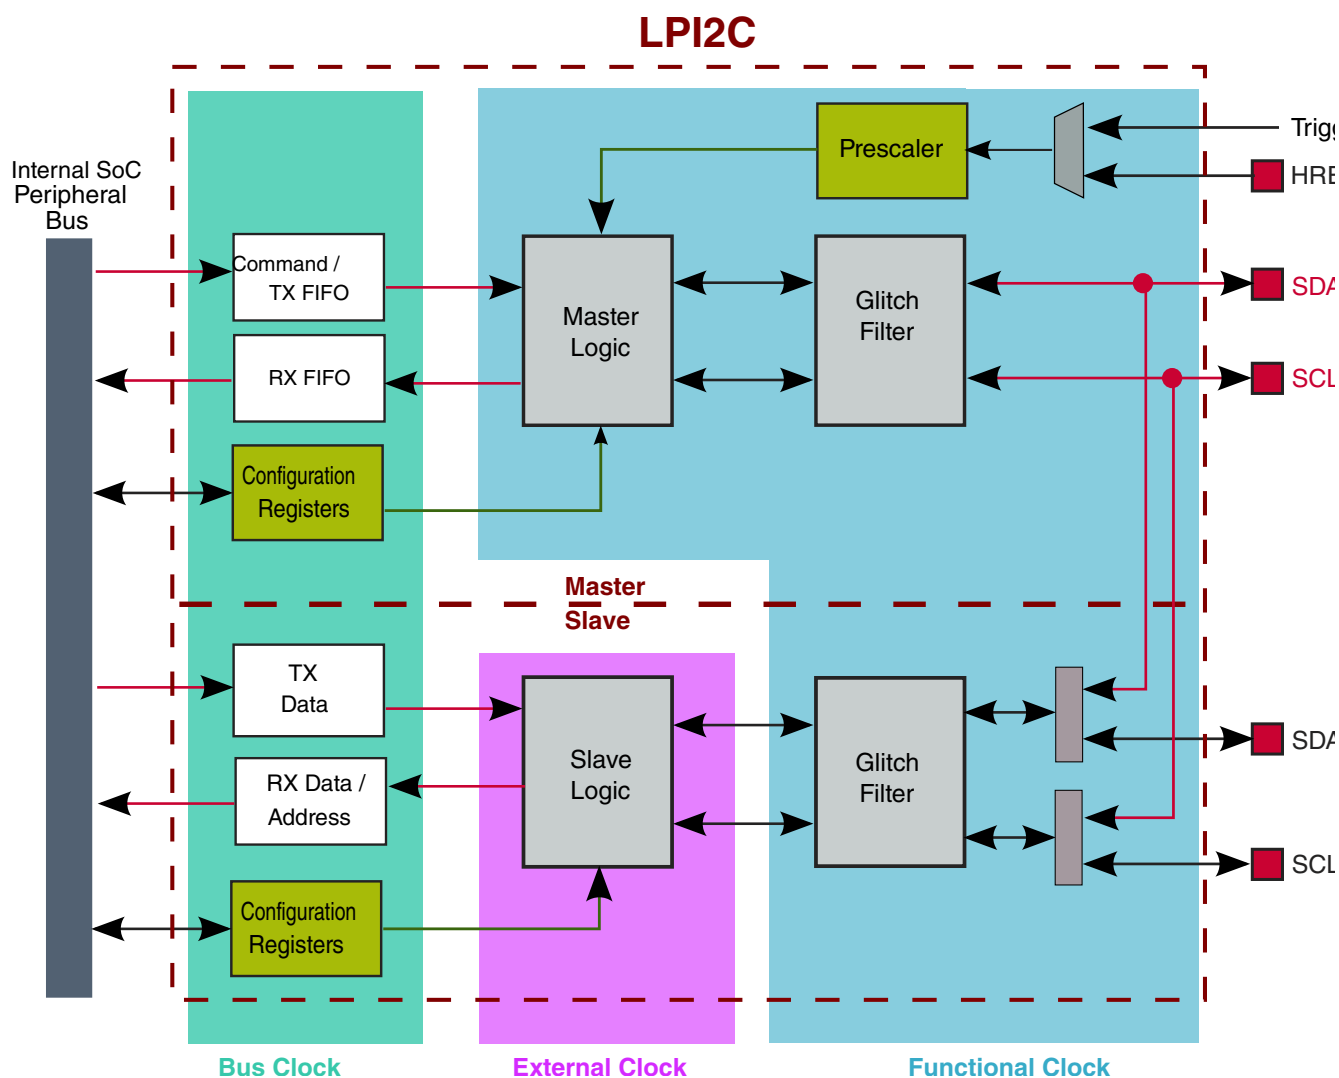 LPI2C
Internal SoC
Peripheral
Bus
Prescaler
Command /
TX FIFO
RX FIFO
Configuration
Registers
Master
Logic
Glitch
Filter
SDA
SCL
Master
Slave
TX
Data
RX Data /
Address
Configuration
Registers
Slave
Logic
Glitch
Filter
SDA
SCL
Bus Clock
External Clock
Functional Clock